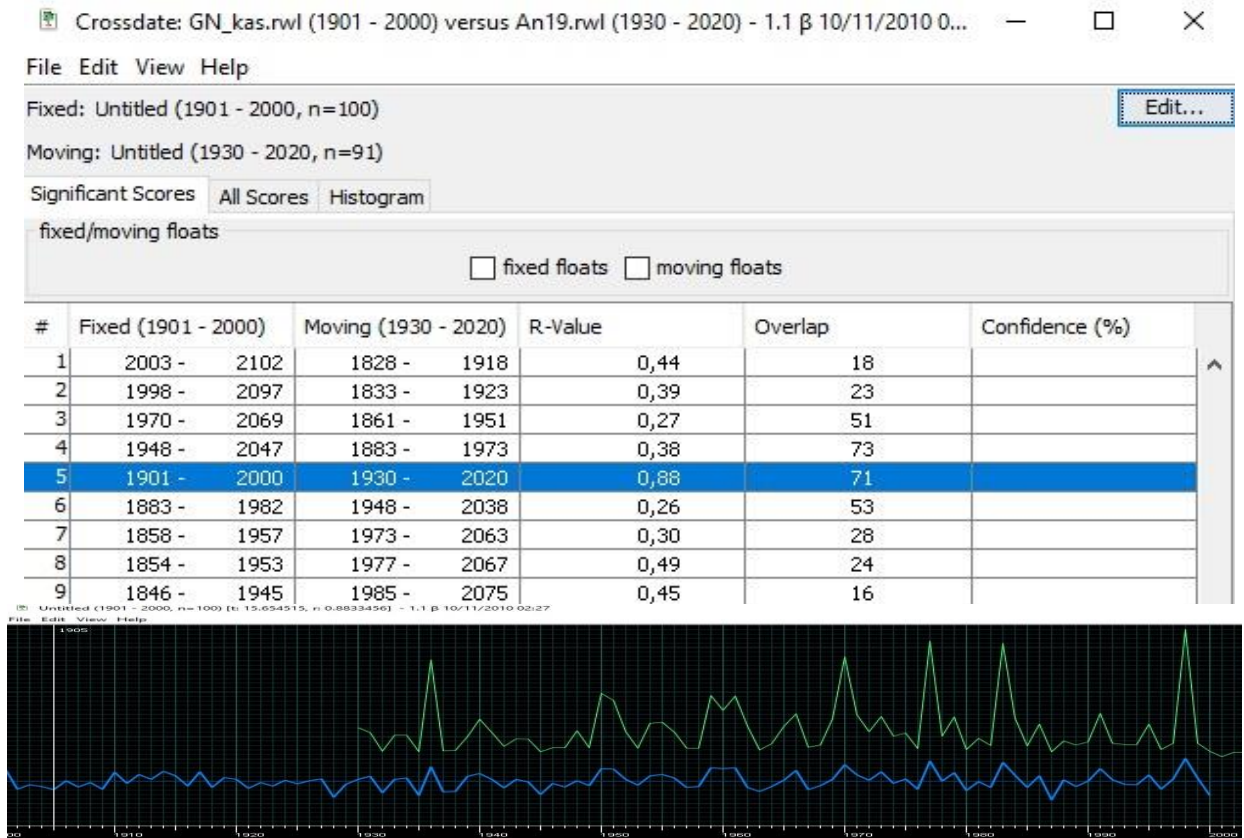 Crossdate: GN_kas.rwl (1901 - 2000) versus An19.rwl (1930 - 2020) - 1.1 β 10/11/2010 0...
File Edit View Help
Fixed: Untitled (1901 - 2000, n=100)
Edit...
Moving: Untitled (1930 - 2020, n=91)
Significant Scores All Scores Histogram
fixed/moving floats
fixed floats moving floats
# Fixed (1901 - 2000) Moving (1930 - 2020) R-Value Overlap Confidence (%)
1 2003 - 2102 1828 - 1918 0,44 18
2 1998 - 2097 1833 - 1923 0,39 23
3 1970 - 2069 1861 - 1951 0,27 51
4 1948 - 2047 1883 - 1973 0,38 73
5 1901 - 2000 1930 - 2020 0,88 71
6 1883 - 1982 1948 - 2038 0,26 53
7 1858 - 1957 1973 - 2063 0,30 28
8 1854 - 1953 1977 - 2067 0,49 24
9 1846 - 1945 1985 - 2075 0,45 16
Untitled (1901 - 2000, n=100) [t: 15.654515, r: 0.8833456] - 1.1 β 10/11/2010 02:27
File Edit View Help
1905
00 1910 1920 1930 1940 1950 1960 1970 1980 1990 2000